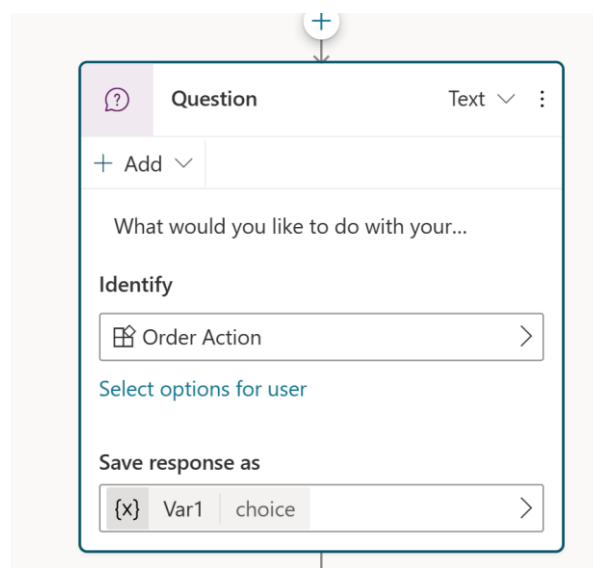 Question Text
+ Add
What would you like to do with your...
Identify
Order Action
Select options for user
Save response as
{x} Var1 choice